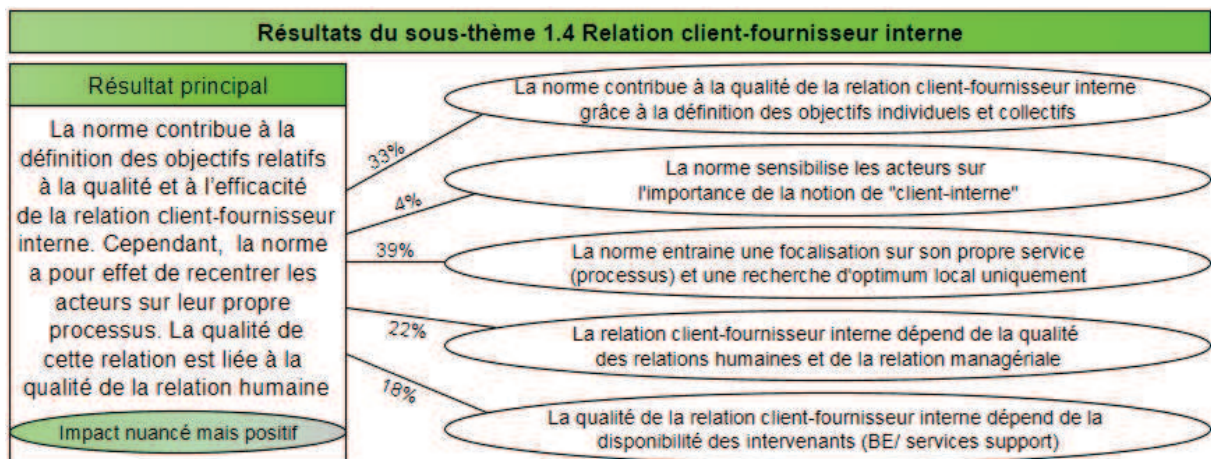 Résultats du sous-thème 1.4 Relation client-fournisseur interne
Résultat principal
La norme contribue à la
définition des objectifs relatifs
à la qualité et à l'efficacité
de la relation client-fournisseur
interne. Cependant, la norme
a pour effet de recentrer les
acteurs sur leur propre
processus. La qualité de
cette relation est liée à la
qualité de la relation humaine
Impact nuancé mais positif
33%
La norme contribue à la qualité de la relation client-fournisseur interne
grâce à la définition des objectifs individuels et collectifs
4%
La norme sensibilise les acteurs sur
l'importance de la notion de "client-interne"
39%
La norme entraine une focalisation sur son propre service
(processus) et une recherche d'optimum local uniquement
22%
La relation client-fournisseur interne dépend de la qualité
des relations humaines et de la relation managériale
18%
La qualité de la relation client-fournisseur interne dépend de la
disponibilité des intervenants (BE/ services support)